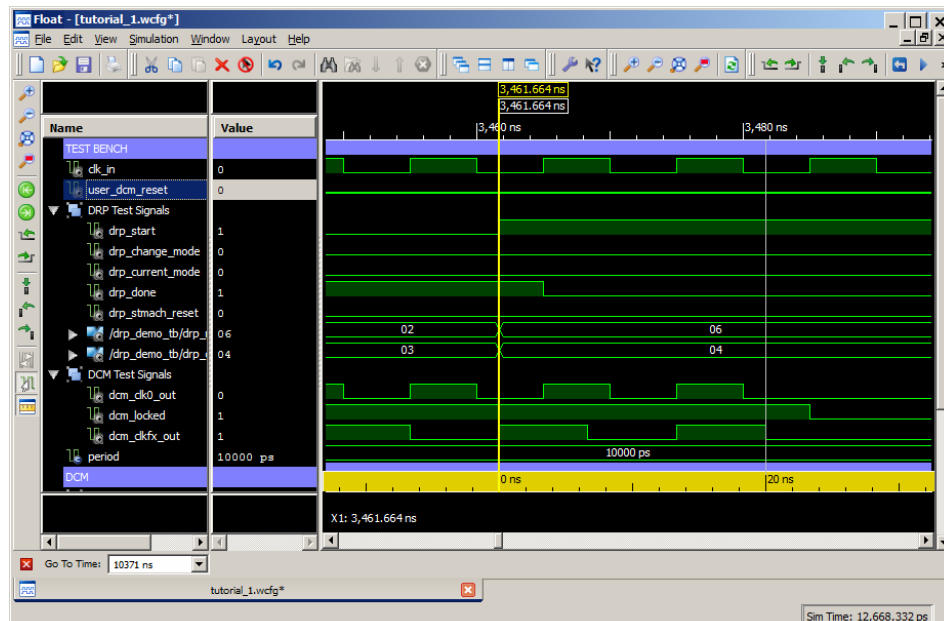 Float - [tutorial_1.wcfg*]
File Edit View Simulation Window Layout Help
3,461.664 ns
3,461.664 ns
Name Value
3,460 ns 3,480 ns
TEST BENCH
clk_in 0
user_dcm_reset 0
DRP Test Signals
drp_start 1
drp_change_mode 0
drp_current_mode 0
drp_done 1
drp_stmach_reset 0
/drp_demo_tb/drp_ 06 02 06
/drp_demo_tb/drp_ 04 03 04
DCM Test Signals
dcm_clk0_out 0
dcm_locked 1
dcm_clkfx_out 1
period 10000 ps 10000 ps
DCM
0 ns 20 ns
X1: 3,461.664 ns
Go To Time: 10371 ns
tutorial_1.wcfg*
Sim Time: 12,668,332 ps